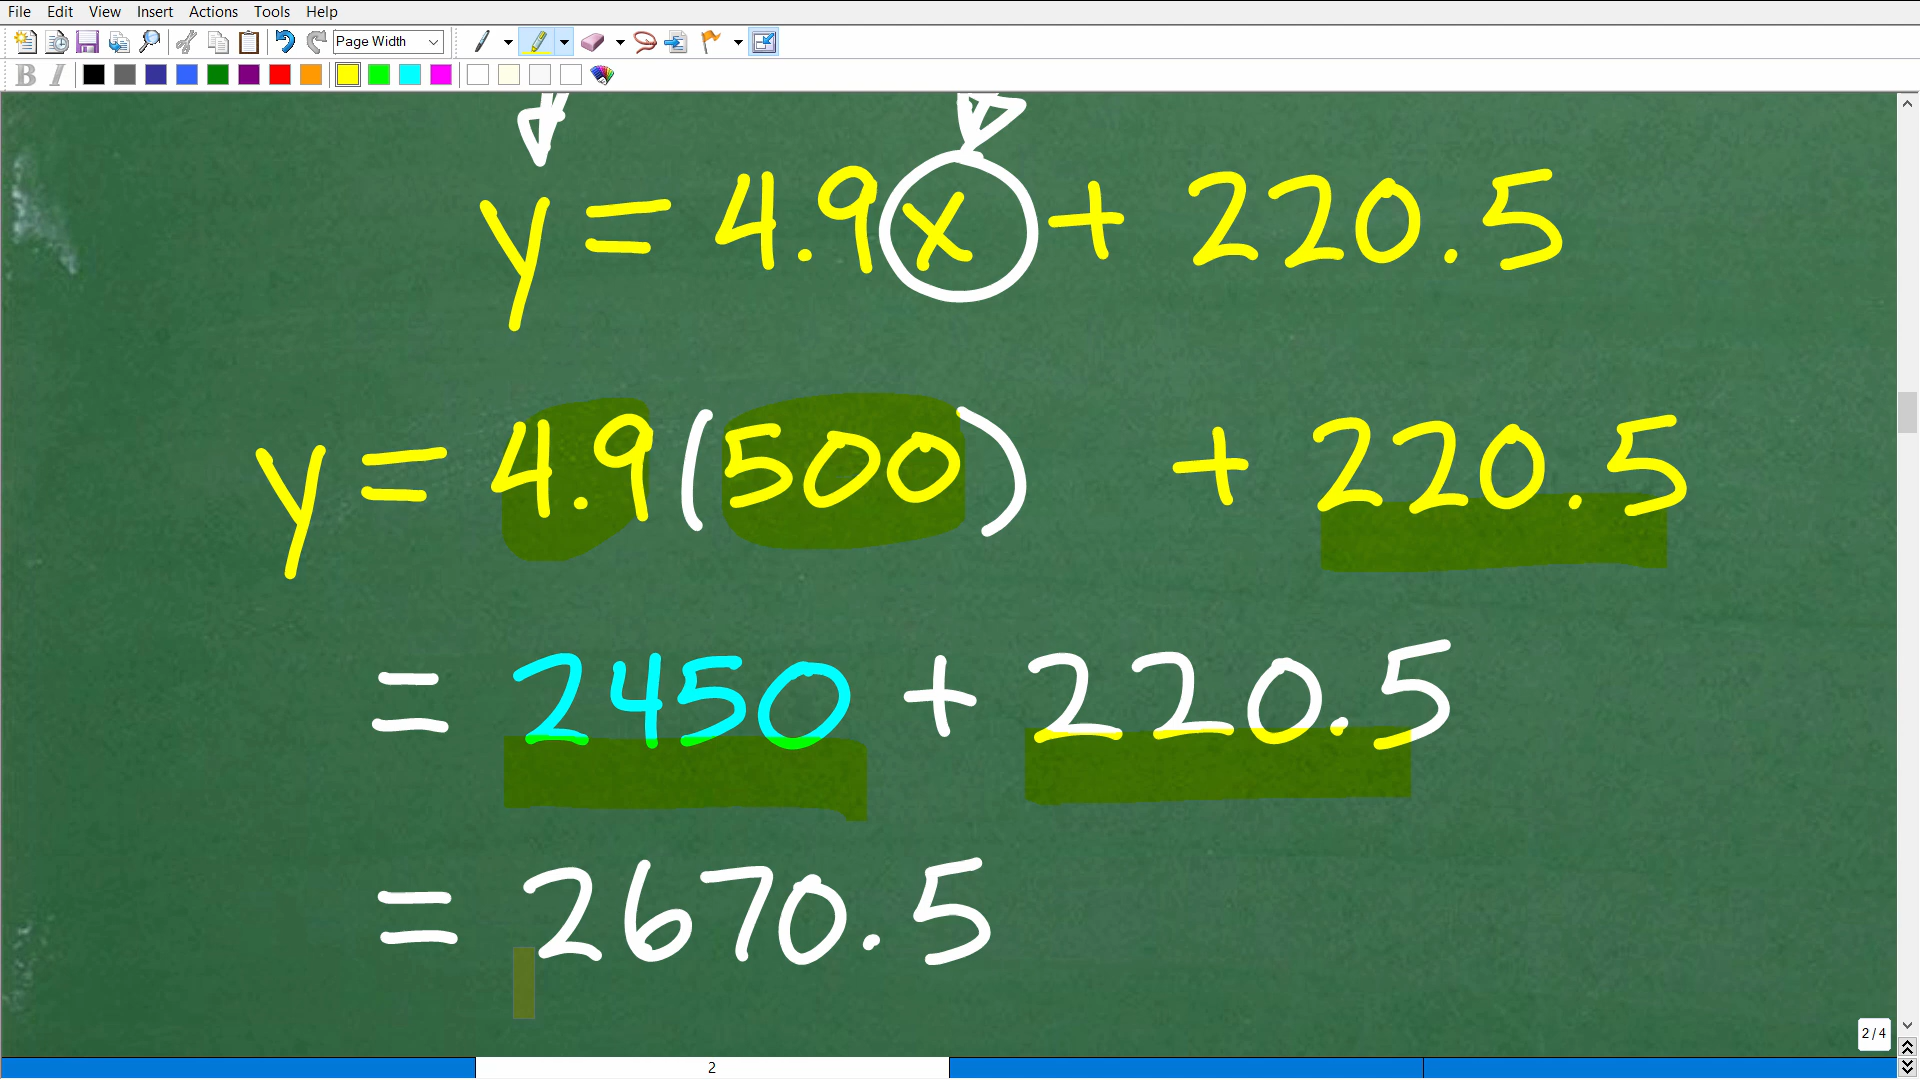 File Edit View Insert Actions Tools Help
Page Width
B I
y = 4.9x + 220.5
y = 4.9(500) + 220.5
= 2450 + 220.5
= 2670.5
2/4
2